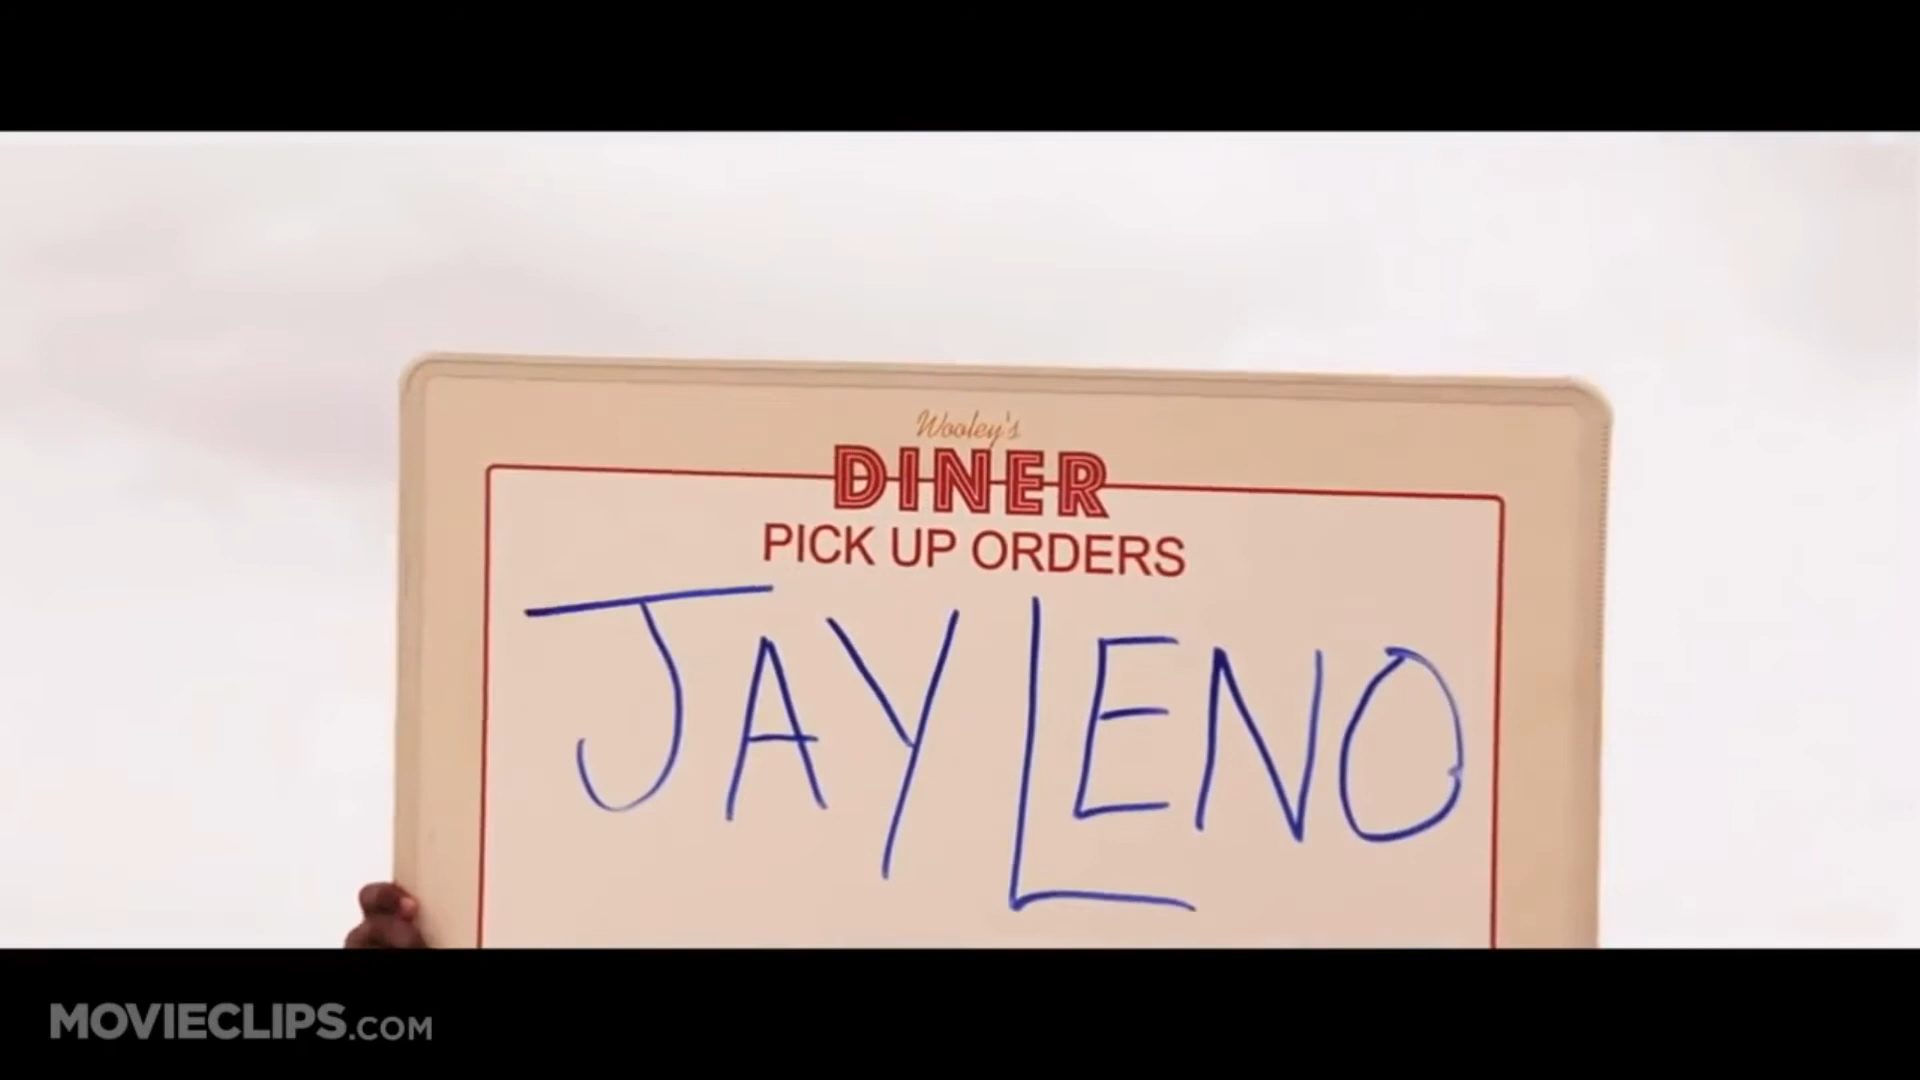 Wooley's
DINER
PICK UP ORDERS
JAY LENO
MOVIECLIPS.COM